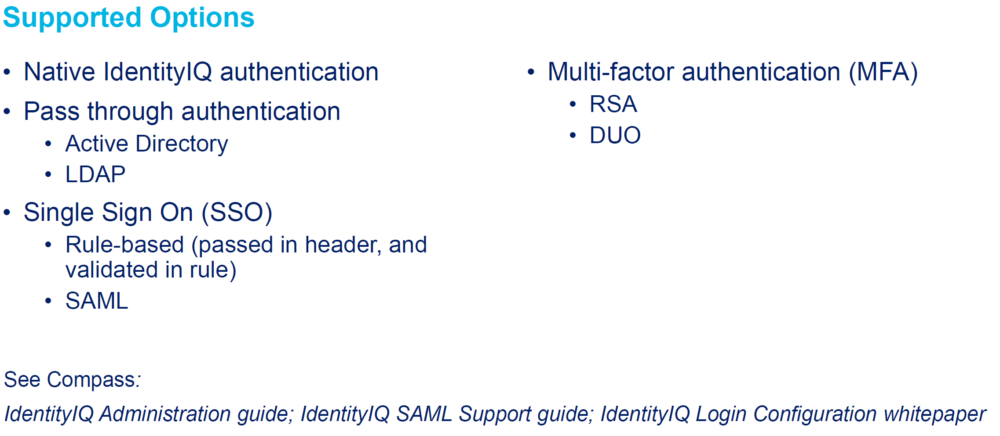 Supported Options
• Native IdentityIQ authentication
• Pass through authentication
• Active Directory
• LDAP
• Single Sign On (SSO)
• Rule-based (passed in header, and
validated in rule)
• SAML
• Multi-factor authentication (MFA)
• RSA
• DUO
See Compass:
IdentityIQ Administration guide; IdentityIQ SAML Support guide; IdentityIQ Login Configuration whitepaper